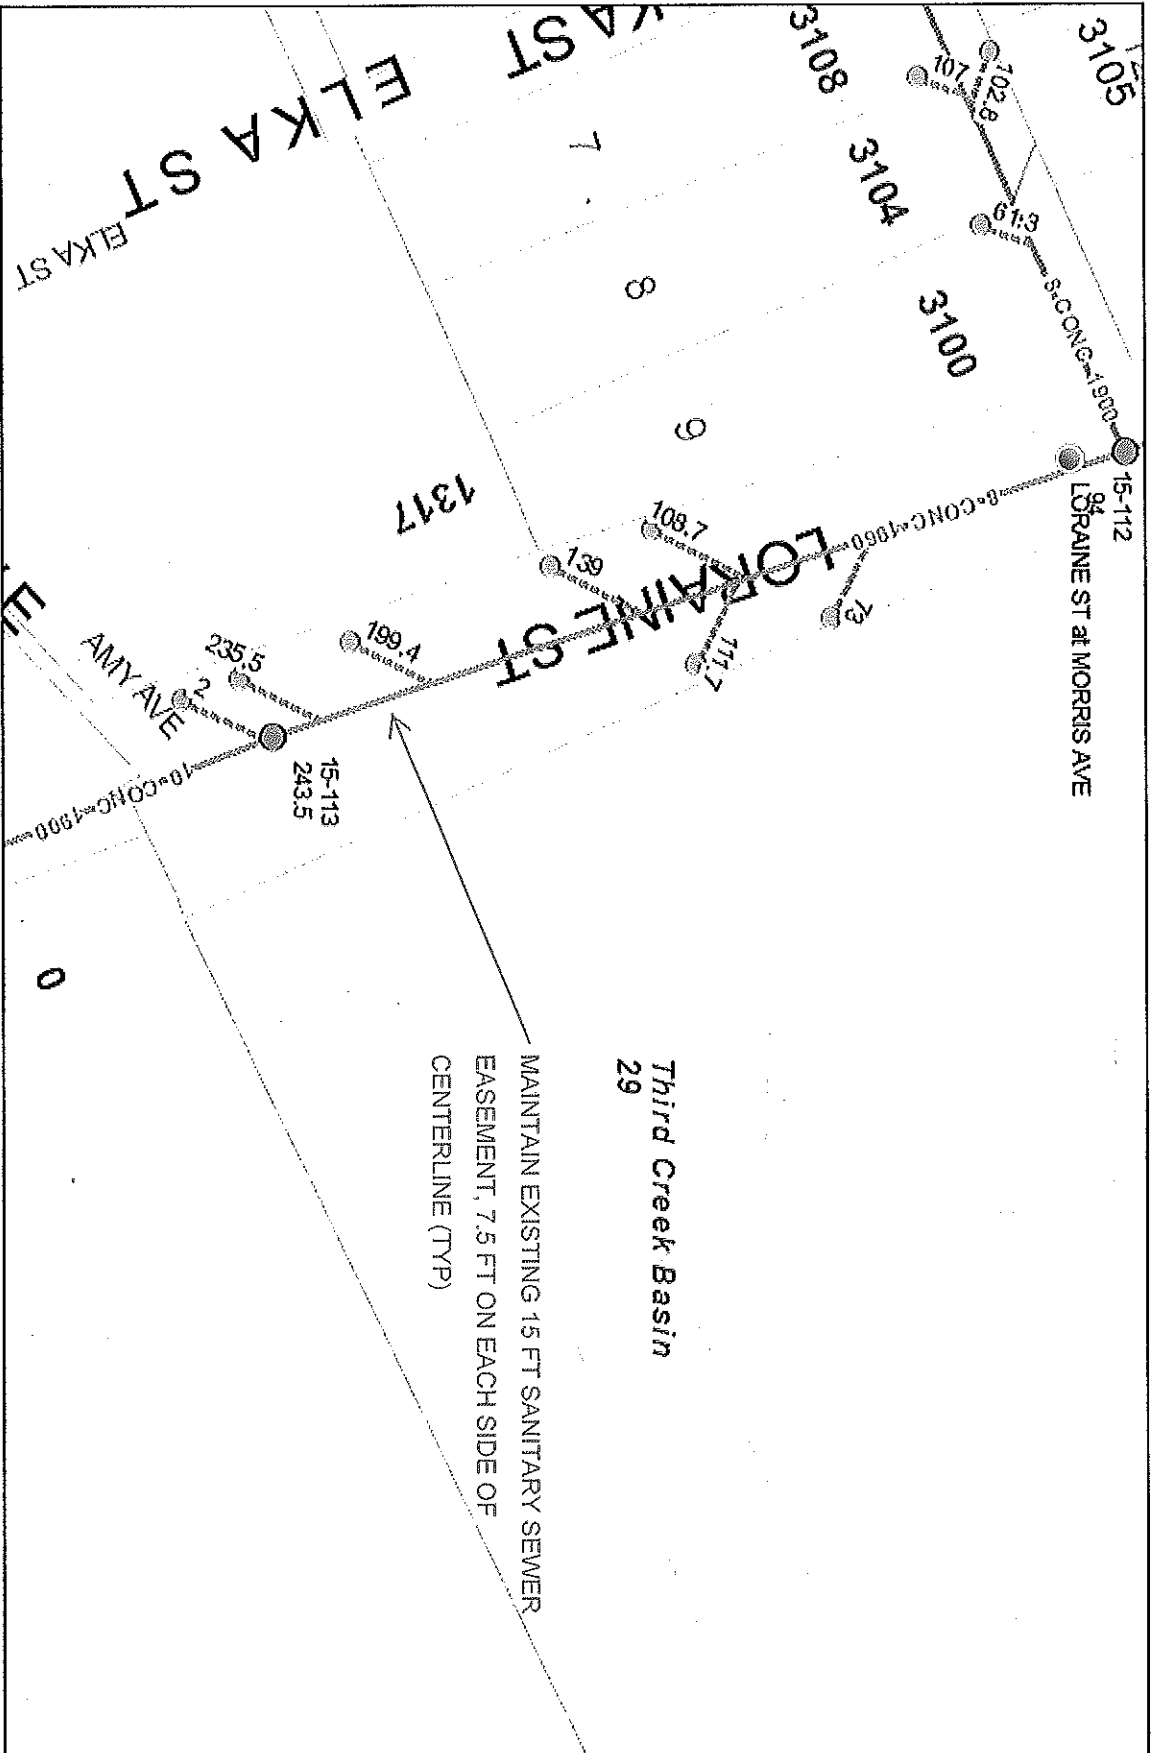 3105
3108
3104
3100
102.8
107
61.3
8-CONC-1900
15-112
94
LORAINE ST at MORRIS AVE
KA ST
ELKA ST
ELKA ST
7
8
9
1317
8-CONC-1960
LORAINE ST
13
108.7
111.7
139
199.4
235.5
2
AMY AVE
15-113
243.5
10-CONC-1900
0
Third Creek Basin
29
MAINTAIN EXISTING 15 FT SANITARY SEWER
EASEMENT, 7.5 FT ON EACH SIDE OF
CENTERLINE (TYP)